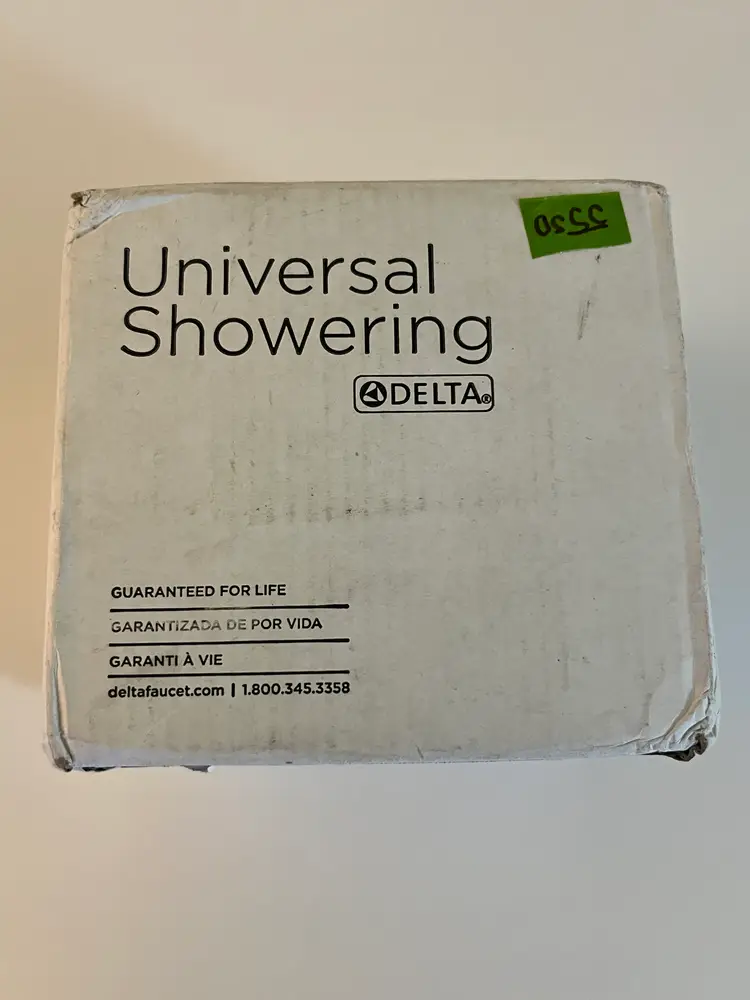 Universal
Showering
DELTA®
GUARANTEED FOR LIFE
GARANTIZADA DE POR VIDA
GARANTI À VIE
deltafaucet.com | 1.800.345.3358